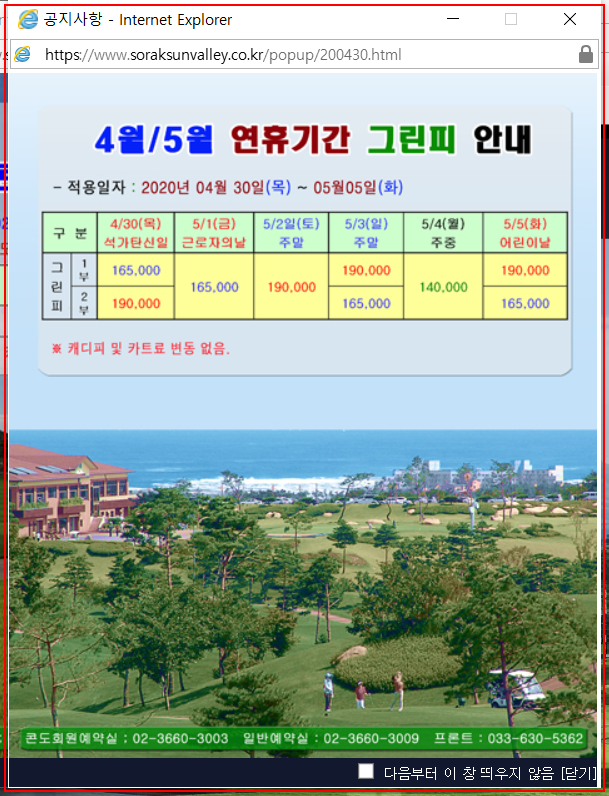 공지사항 - Internet Explorer
https://www.soraksunvalley.co.kr/popup/200430.html
4월/5월 연휴기간 그린피 안내
- 적용일자 : 2020년 04월 30일(목) ~ 05월05일(화)
구 분 4/30(목) 5/1(금) 5/2일(토) 5/3(일) 5/4(월) 5/5(화)
석가탄신일 근로자의날 주말 주말 주중 어린이날
그린피 1부 165,000 165,000 190,000 190,000 140,000 190,000
2부 190,000 165,000 165,000
※ 캐디피 및 카트료 변동 없음.
콘도회원예약실 : 02-3660-3003 일반예약실 : 02-3660-3009 프론트 : 033-630-5362
다음부터 이 창 띄우지 않음 [닫기]